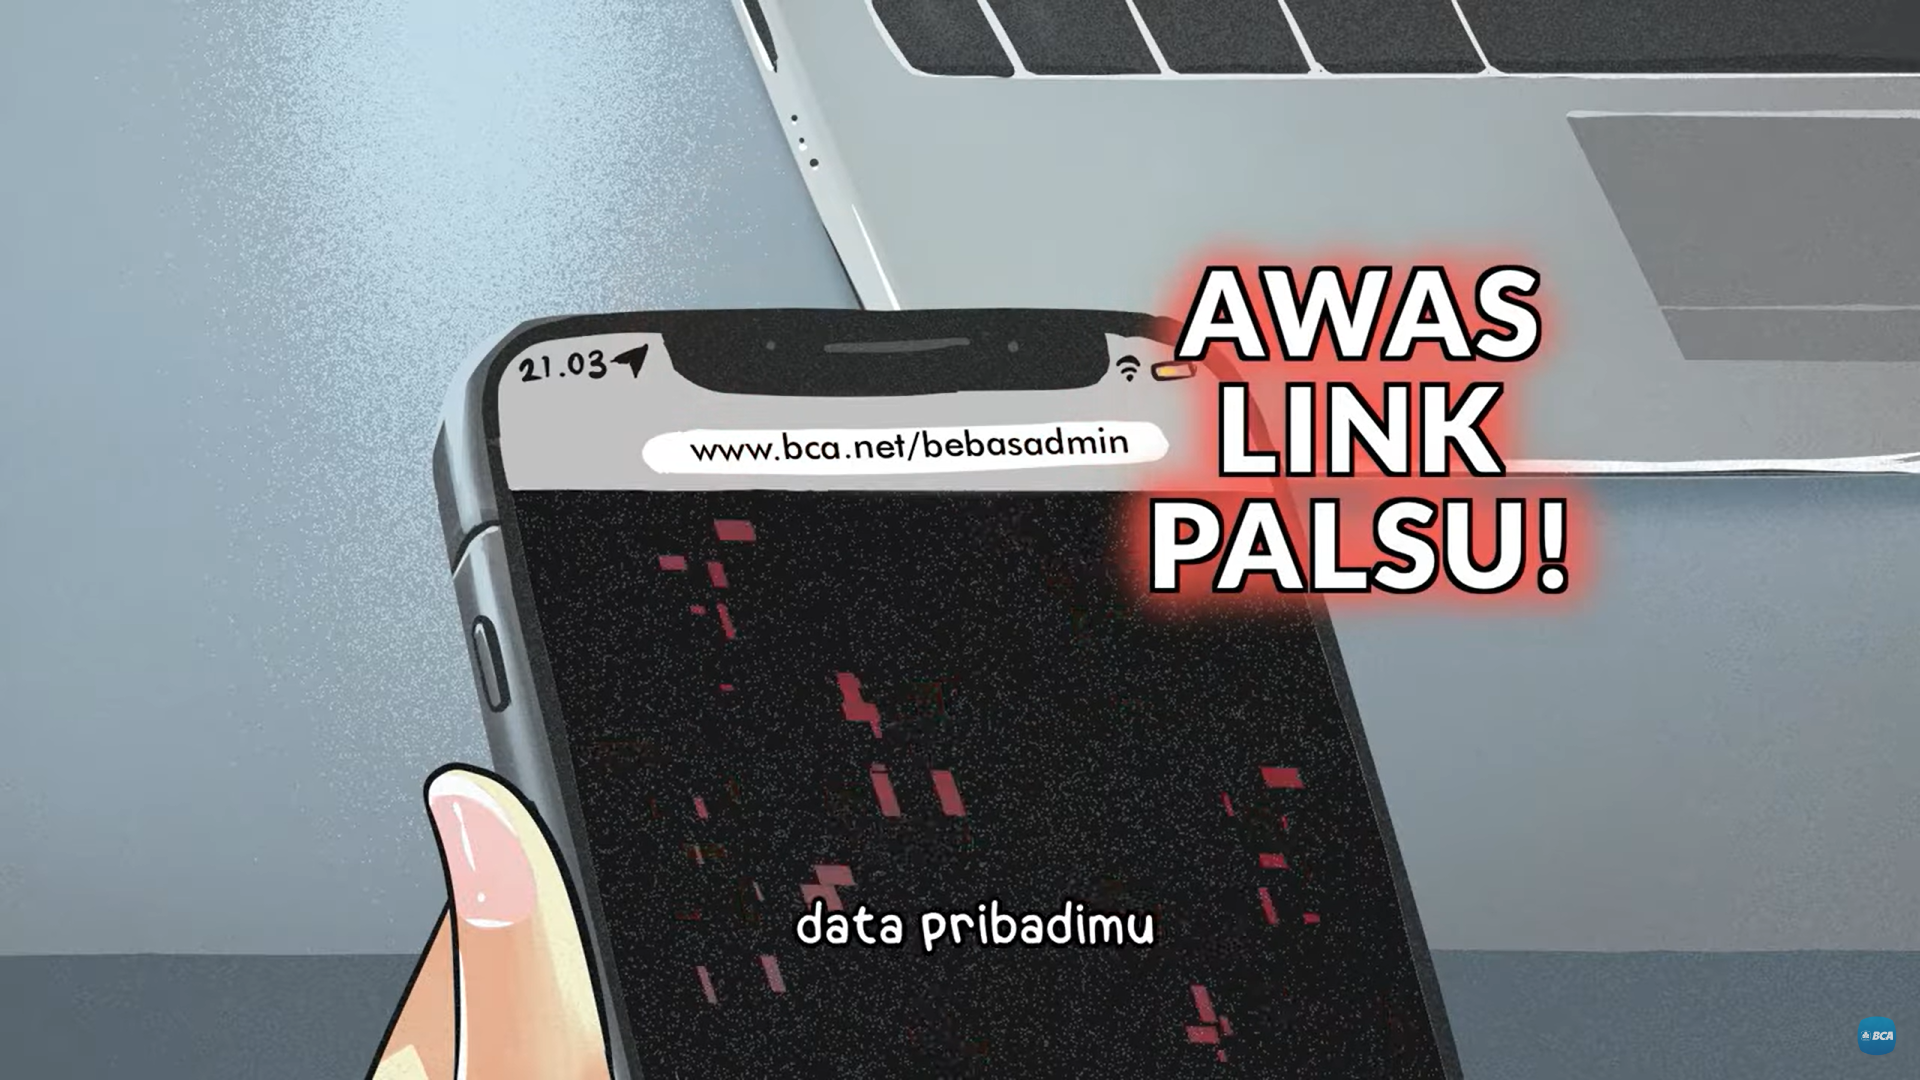 21.03
www.bca.net/bebasadmin
AWAS
LINK
PALSU!
data pribadimu
BCA